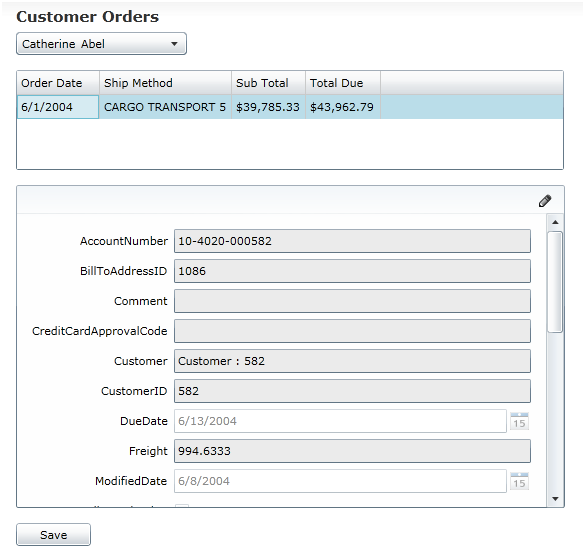 Customer Orders
Catherine Abel
Order Date Ship Method Sub Total Total Due
6/1/2004 CARGO TRANSPORT 5 $39,785.33 $43,962.79
AccountNumber 10-4020-000582
BillToAddressID 1086
Comment
CreditCardApprovalCode
Customer Customer : 582
CustomerID 582
DueDate 6/13/2004 15
Freight 994.6333
ModifiedDate 6/8/2004 15
Save